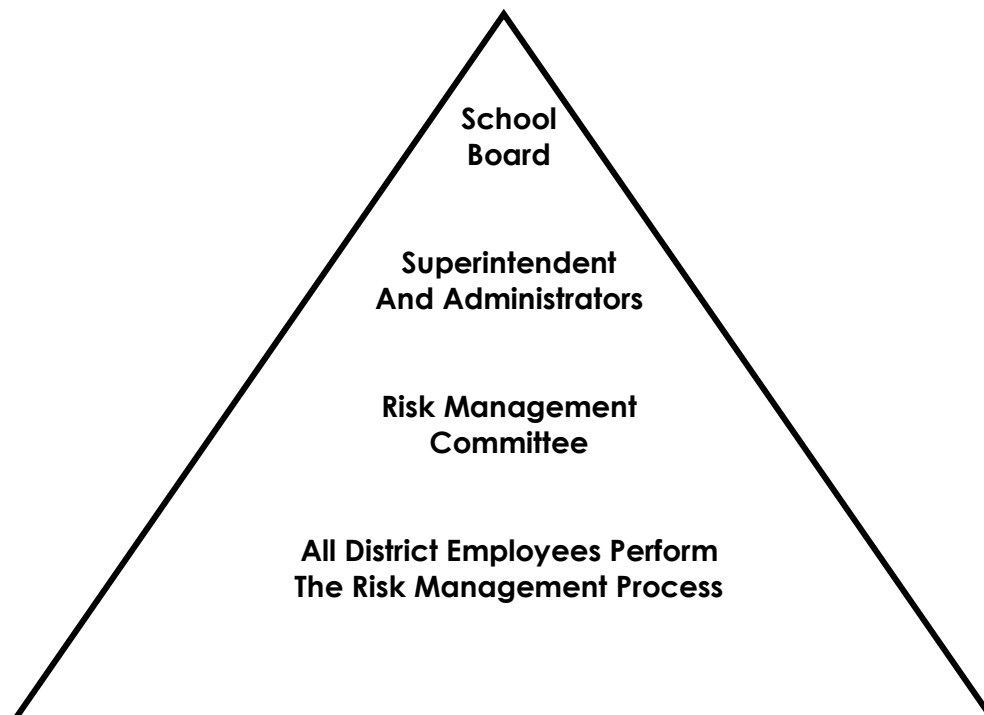 School
Board
Superintendent
And Administrators
Risk Management
Committee
All District Employees Perform
The Risk Management Process